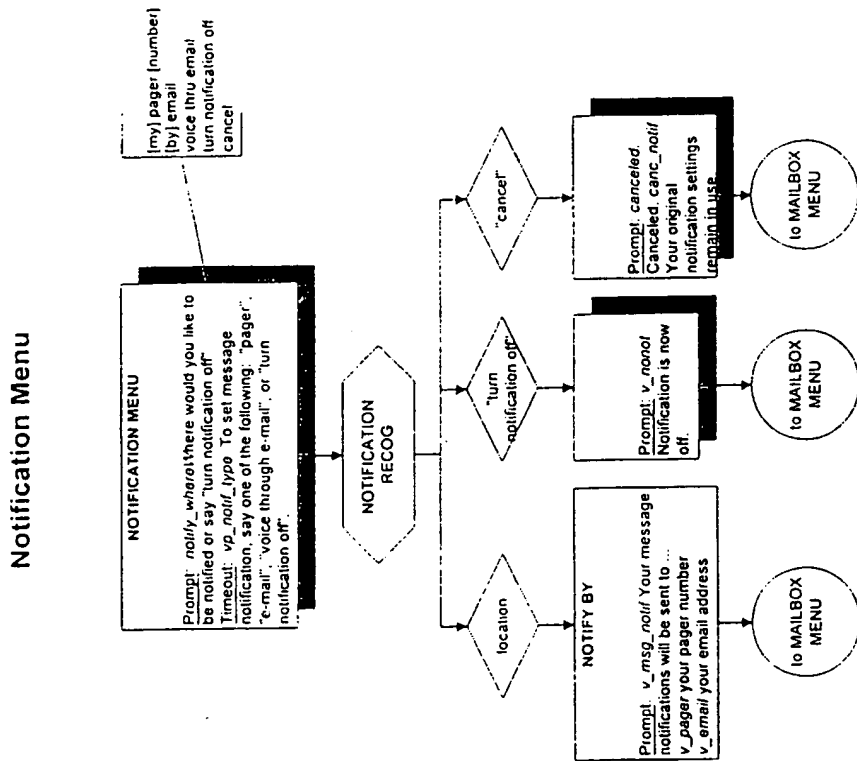 Notification Menu
[my] pager [number]
[by] email
voice thru email
turn notification off
cancel
NOTIFICATION MENU
Prompt: notify_where Where would you like to
be notified or say "turn notification off"
Timeout: vp_notif_type To set message
notification, say one of the following: "pager",
"e-mail", "voice through e-mail", or "turn
notification off".
NOTIFICATION
RECOG
location
"turn
notification off"
"cancel"
NOTIFY BY
Prompt: v_msg_notif Your message
notifications will be sent to ...
v_pager your pager number
v_email your email address
Prompt: v_nonot
Notification is now
off.
Prompt: canceled.
Canceled. canc_notif
Your original
notification settings
remain in use.
to MAILBOX
MENU
to MAILBOX
MENU
to MAILBOX
MENU